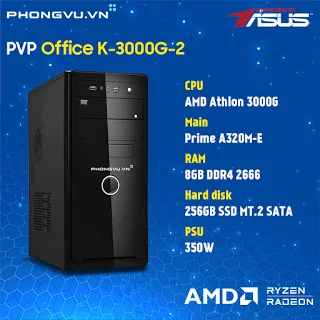 PHONGVU.VN
POWERED BY
ASUS
PVP Office K-3000G-2
CPU
AMD Athlon 3000G
Main
Prime A320M-E
RAM
8GB DDR4 2666
Hard disk
256GB SSD MT.2 SATA
PSU
350W
PHONGVU.VN
AMD RYZEN
RADEON